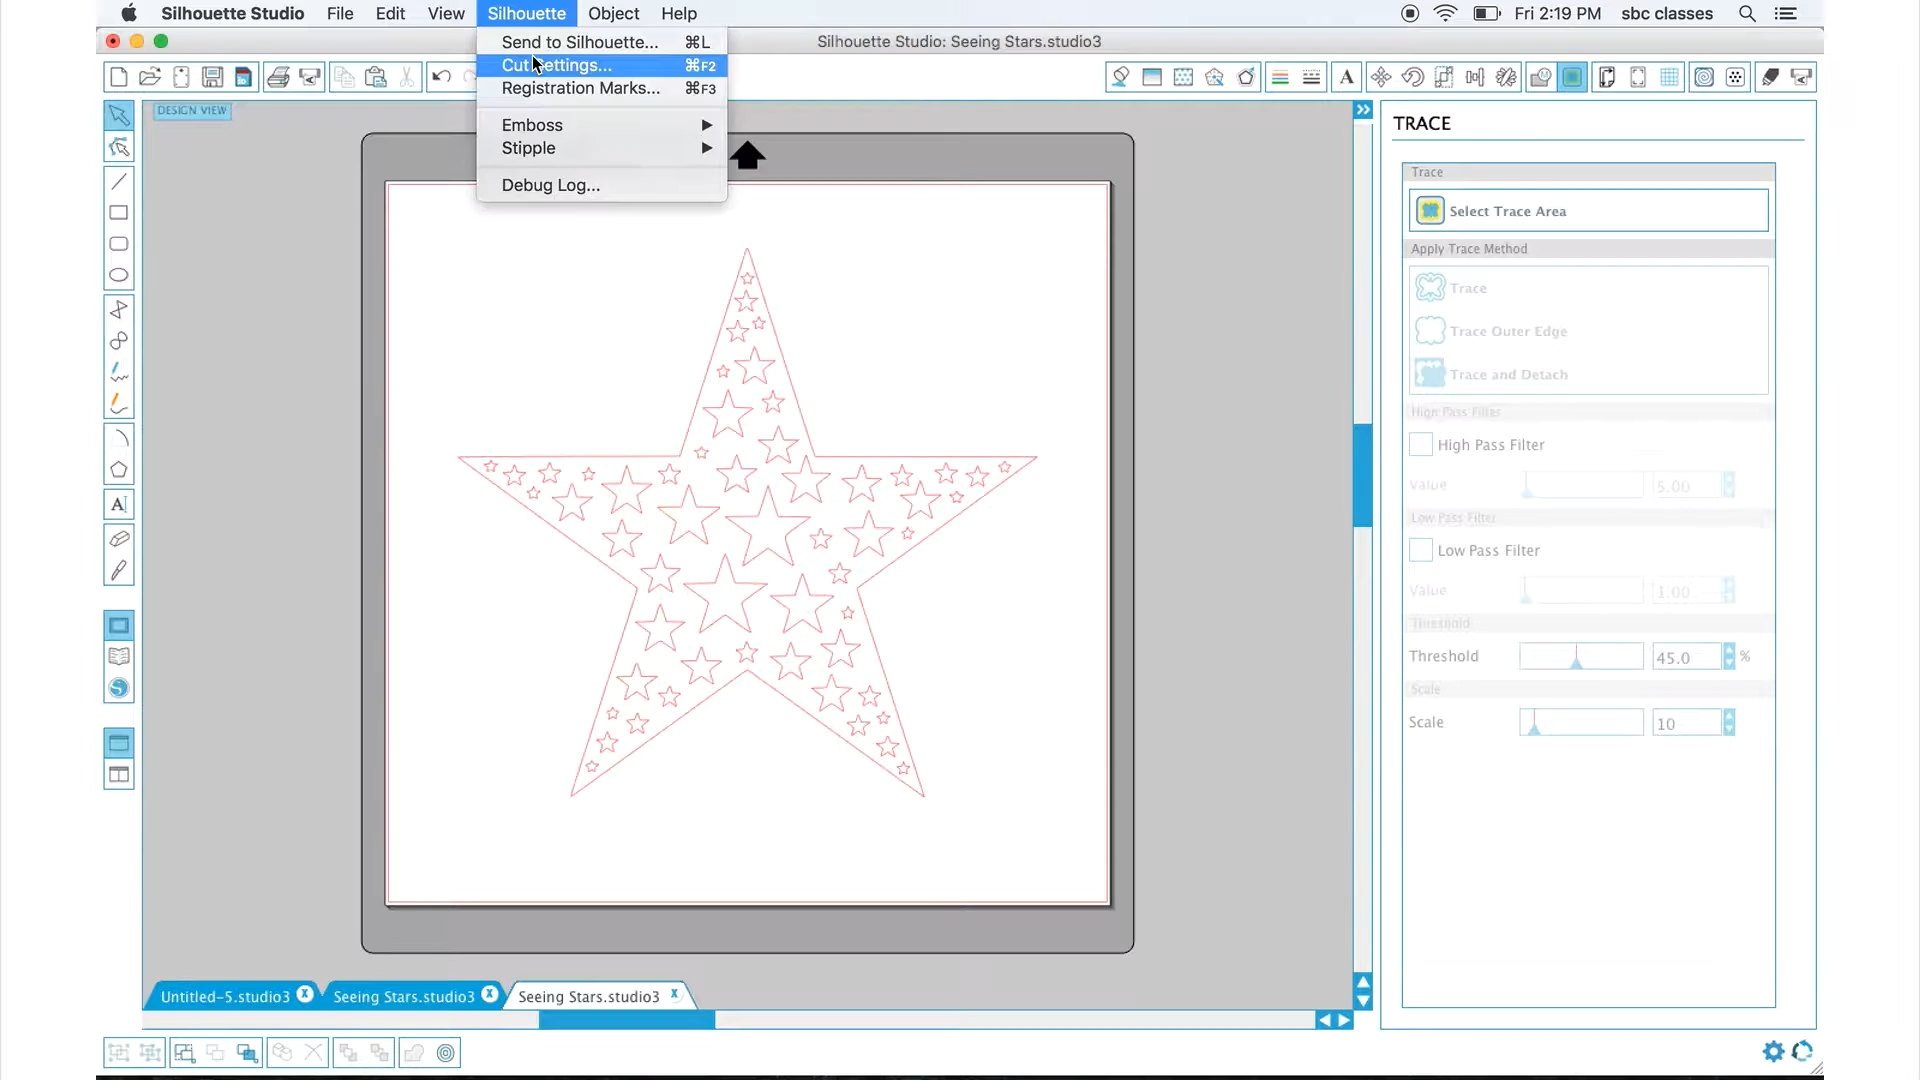 Silhouette Studio File Edit View Silhouette Object Help Fri 2:19 PM sbc classes
Send to Silhouette... ⌘L
Silhouette Studio: Seeing Stars.studio3
Cut Settings... ⌘F2
Registration Marks... ⌘F3
Emboss
Stipple
Debug Log...
DESIGN VIEW
TRACE
Trace
Select Trace Area
Apply Trace Method
Trace
Trace Outer Edge
Trace and Detach
High Pass Filter
High Pass Filter
Value 5.00
Low Pass Filter
Low Pass Filter
Value 1.00
Threshold
Threshold 45.0 %
Scale
Scale 10
Untitled-5.studio3 x Seeing Stars.studio3 x Seeing Stars.studio3 x